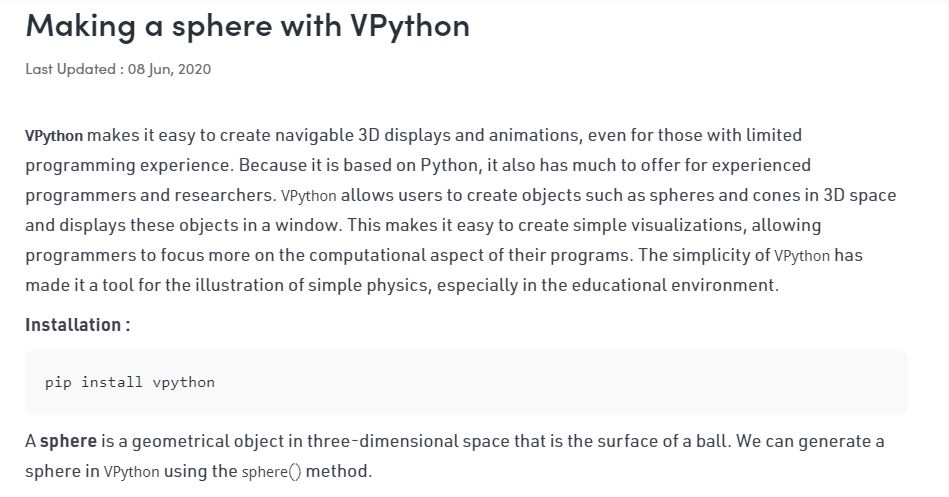 Making a sphere with VPython
Last Updated : 08 Jun, 2020
VPython makes it easy to create navigable 3D displays and animations, even for those with limited
programming experience. Because it is based on Python, it also has much to offer for experienced
programmers and researchers. VPython allows users to create objects such as spheres and cones in 3D space
and displays these objects in a window. This makes it easy to create simple visualizations, allowing
programmers to focus more on the computational aspect of their programs. The simplicity of VPython has
made it a tool for the illustration of simple physics, especially in the educational environment.
Installation :
pip install vpython
A sphere is a geometrical object in three-dimensional space that is the surface of a ball. We can generate a
sphere in VPython using the sphere() method.